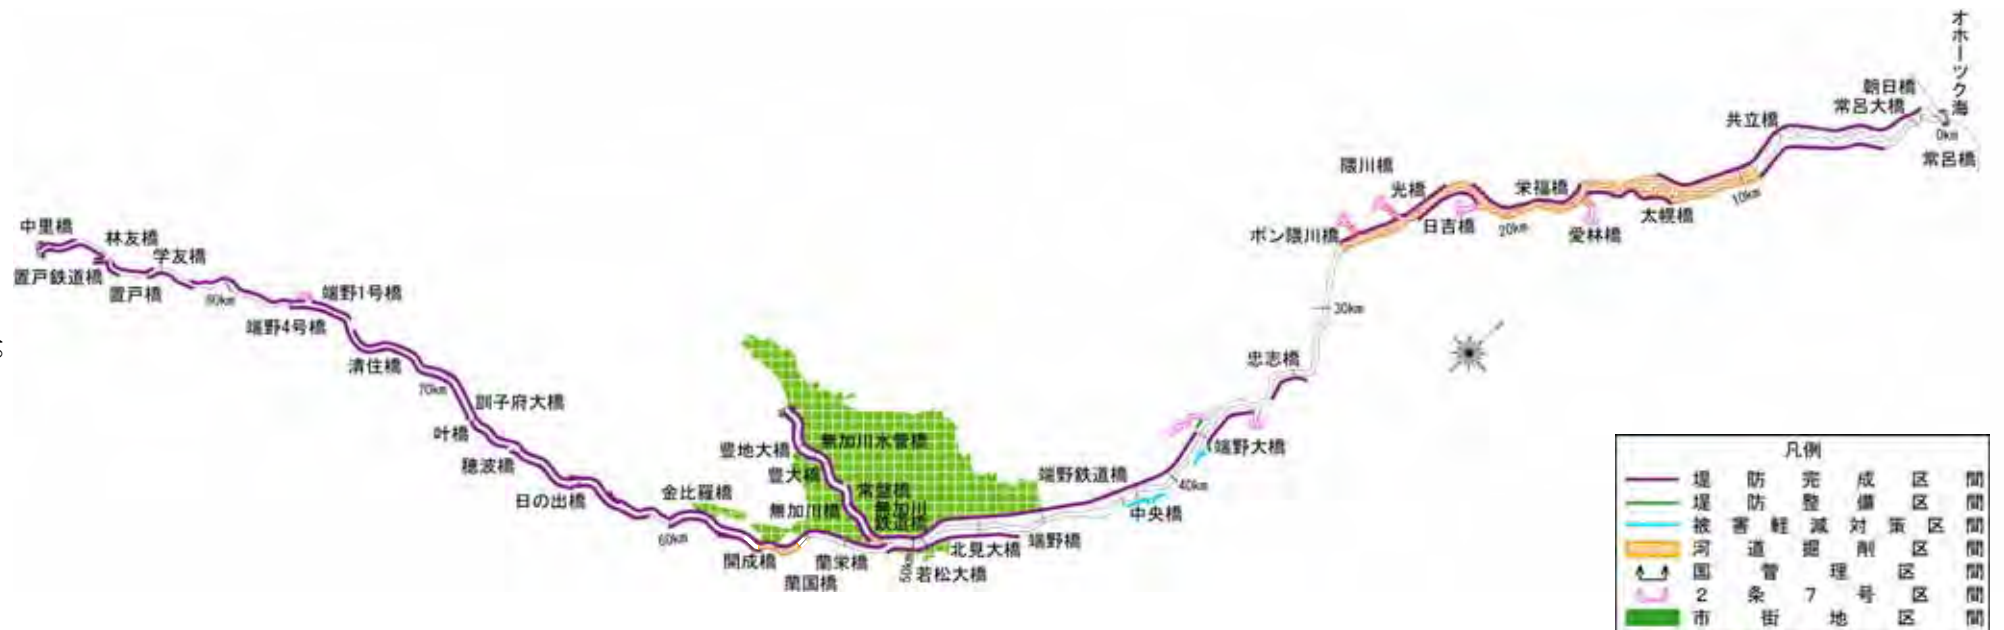 オホーツク海
朝日橋
常呂大橋
共立橋
0km
常呂橋
隈川橋
光橋
栄福橋
10km
太幌橋
日吉橋
20km
愛林橋
ポン隈川橋
中里橋
林友橋
学友橋
置戸鉄道橋
置戸橋
80km
端野1号橋
端野4号橋
30km
忠志橋
清住橋
70km
訓子府大橋
叶橋
穂波橋
日の出橋
豊地大橋
無加川水管橋
豊大橋
常盤橋
無加川橋
無加川
鉄道橋
金比羅橋
60km
開成橋
蘭国橋
蘭栄橋
50km
若松大橋
北見大橋
端野橋
端野鉄道橋
中央橋
40km
端野大橋
凡例
堤防完成区間
堤防整備区間
被害軽減対策区間
河道掘削区間
国管理区間
2条7号区間
市街地区間